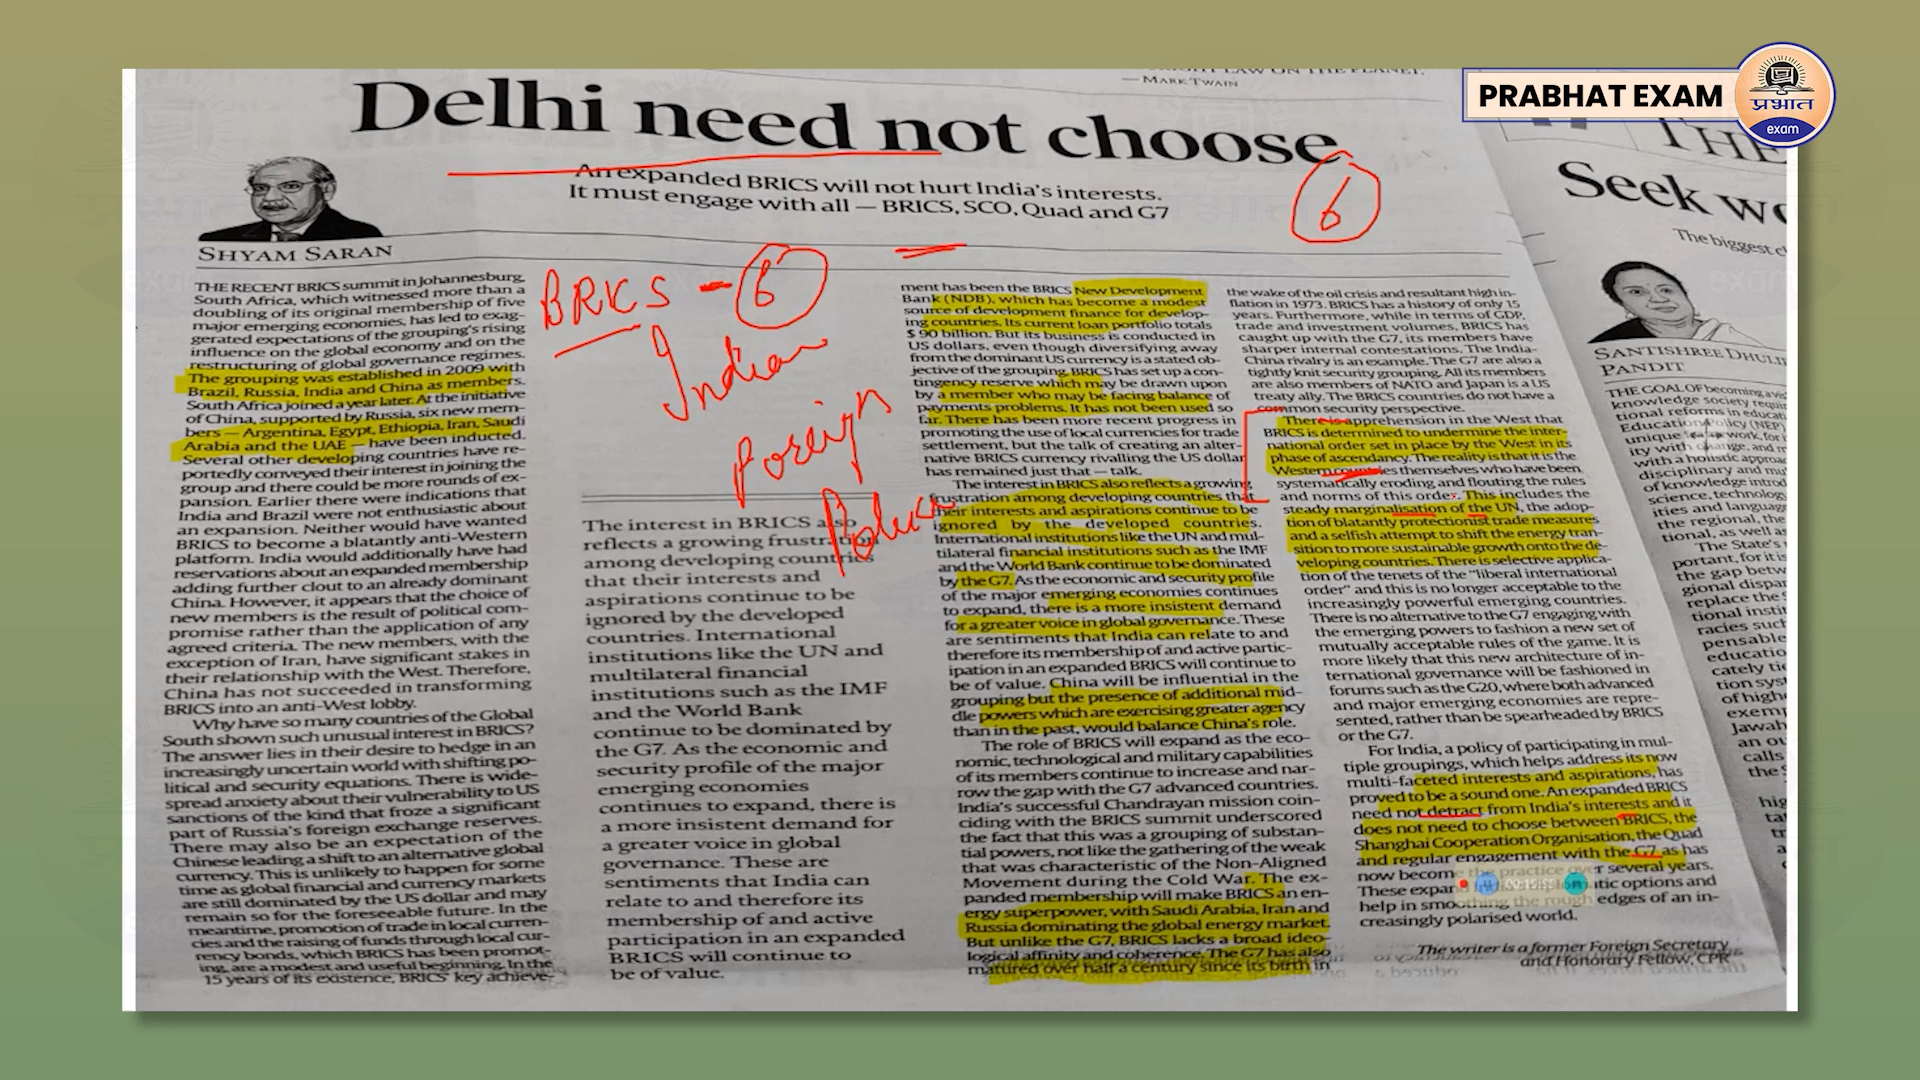 — MARK TWAIN
PRABHAT EXAM
प्रभात
exam
Delhi need not choose
An expanded BRICS will not hurt India's interests.
It must engage with all — BRICS, SCO, Quad and G7
6
SHYAM SARAN
BRICS - 6
Indian
Foreign
THE RECENT BRICS summit in Johannesburg,
South Africa, which witnessed more than a
doubling of its original membership of five
major emerging economies, has led to exag-
gerated expectations of the grouping's rising
influence on the global economy and on the
restructuring of global governance regimes.
The grouping was established in 2009 with
Brazil, Russia, India and China as members.
South Africa joined a year later. At the initiative
of China, supported by Russia, six new mem-
bers — Argentina, Egypt, Ethiopia, Iran, Saudi
Arabia and the UAE — have been inducted.
Several other developing countries have re-
portedly conveyed their interest in joining the
group and there could be more rounds of ex-
pansion. Earlier there were indications that
India and Brazil were not enthusiastic about
an expansion. Neither would have wanted
BRICS to become a blatantly anti-Western
platform. India would additionally have had
reservations about an expanded membership
adding further clout to an already dominant
China. However, it appears that the choice of
new members is the result of political com-
promise rather than the application of any
agreed criteria. The new members, with the
exception of Iran, have significant stakes in
their relationship with the West. Therefore,
China has not succeeded in transforming
BRICS into an anti-West lobby.
Why have so many countries of the Global
South shown such unusual interest in BRICS?
The answer lies in their desire to hedge in an
increasingly uncertain world with shifting po-
litical and security equations. There is wide-
spread anxiety about their vulnerability to US
sanctions of the kind that froze a significant
part of Russia's foreign exchange reserves.
There may also be an expectation of the
Chinese leading a shift to an alternative global
currency. This is unlikely to happen for some
time as global financial and currency markets
are still dominated by the US dollar and may
remain so for the foreseeable future. In the
meantime, promotion of trade in local curren-
cies and the raising of funds through local cur-
rency bonds, which BRICS has been promot-
ing, are a modest and useful beginning. In the
15 years of its existence, BRICS' key achieve-
The interest in BRICS also
reflects a growing frustration
among developing countries
that their interests and
aspirations continue to be
ignored by the developed
countries. International
institutions like the UN and
multilateral financial
institutions such as the IMF
and the World Bank
continue to be dominated by
the G7. As the economic and
security profile of the major
emerging economies
continues to expand, there is
a more insistent demand for
a greater voice in global
governance. These are
sentiments that India can
relate to and therefore its
membership of and active
participation in an expanded
BRICS will continue to
be of value.
ment has been the BRICS New Development
Bank (NDB), which has become a modest
source of development finance for develop-
ing countries. Its current loan portfolio totals
$ 90 billion. But its business is conducted in
US dollars, even though diversifying away
from the dominant US currency is a stated ob-
jective of the grouping. BRICS has set up a con-
tingency reserve which may be drawn upon
by a member who may be facing balance of
payments problems. It has not been used so
far. There has been more recent progress in
promoting the use of local currencies for trade
settlement, but the talk of creating an alter-
native BRICS currency rivalling the US dollar
has remained just that — talk.
The interest in BRICS also reflects a growing
frustration among developing countries that
their interests and aspirations continue to be
ignored by the developed countries.
International institutions like the UN and mul-
tilateral financial institutions such as the IMF
and the World Bank continue to be dominated
by the G7. As the economic and security profile
of the major emerging economies continues
to expand, there is a more insistent demand
for a greater voice in global governance. These
are sentiments that India can relate to and
therefore its membership of and active partic-
ipation in an expanded BRICS will continue to
be of value. China will be influential in the
grouping but the presence of additional mid-
dle powers which are exercising greater agency
than in the past, would balance China's role.
The role of BRICS will expand as the eco-
nomic, technological and military capabilities
of its members continue to increase and nar-
row the gap with the G7 advanced countries.
India's successful Chandrayan mission coin-
ciding with the BRICS summit underscored
the fact that this was a grouping of substan-
tial powers, not like the gathering of the weak
that was characteristic of the Non-Aligned
Movement during the Cold War. The ex-
panded membership will make BRICS an en-
ergy superpower, with Saudi Arabia, Iran and
Russia dominating the global energy market.
But unlike the G7, BRICS lacks a broad ideo-
logical affinity and coherence. The G7 has also
matured over half a century since its birth in
the wake of the oil crisis and resultant high in-
flation in 1973. BRICS has a history of only 15
years. Furthermore, while in terms of GDP,
trade and investment volumes, BRICS has
caught up with the G7, its members have
sharper internal contestations. The India-
China rivalry is an example. The G7 are also a
tightly knit security grouping. All its members
are also members of NATO and Japan is a US
treaty ally. The BRICS countries do not have a
common security perspective.
There is apprehension in the West that
BRICS is determined to undermine the inter-
national order set in place by the West in its
phase of ascendancy. The reality is that it is the
Western countries themselves who have been
systematically eroding and flouting the rules
and norms of this order. This includes the
steady marginalisation of the UN, the adop-
tion of blatantly protectionist trade measures
and a selfish attempt to shift the energy tran-
sition to more sustainable growth onto the de-
veloping countries. There is selective applica-
tion of the tenets of the "liberal international
order" and this is no longer acceptable to the
increasingly powerful emerging countries.
There is no alternative to the G7 engaging with
the emerging powers to fashion a new set of
mutually acceptable rules of the game. It is
more likely that this new architecture of in-
ternational governance will be fashioned in
forums such as the G20, where both advanced
and major emerging economies are repre-
sented, rather than be spearheaded by BRICS
or the G7.
For India, a policy of participating in mul-
tiple groupings, which helps address its now
multi-faceted interests and aspirations, has
proved to be a sound one. An expanded BRICS
need not detract from India's interests and it
does not need to choose between BRICS, the
Shanghai Cooperation Organisation, the Quad
and regular engagement with the G7 as has
now become the practice over several years.
These options and
help in smoothing the rough edges of an in-
creasingly polarised world.
The writer is a former Foreign Secretary
and Honorary Fellow, CPR
THE
Seek
The biggest
SANTISHREE
PANDIT
THE GOAL OF becoming a
knowledge society
tional reforms in
Education Policy (NEP)
unique
ity with
with a holistic
disciplinary and
of knowledge
science,
ities and
the regional, the
tional, as well
The State's
portant, for
the gap
gional
replace the
tional
racies such
pensable